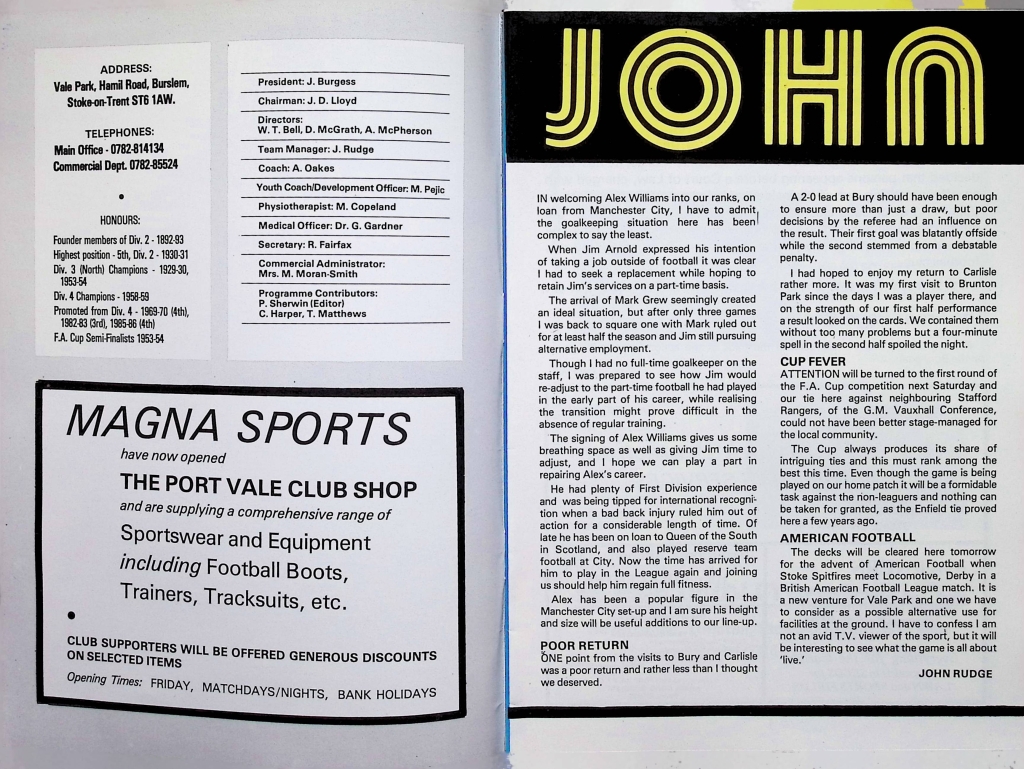 ADDRESS:
Vale Park, Hamil Road, Burslem,
Stoke-on-Trent ST6 1AW.
TELEPHONES:
Main Office - 0782-814134
Commercial Dept. 0782-85524
•
HONOURS:
Founder members of Div. 2 - 1892-93
Highest position - 5th, Div. 2 - 1930-31
Div. 3 (North) Champions - 1929-30,
1953-54
Div. 4 Champions - 1958-59
Promoted from Div. 4 - 1969-70 (4th),
1982-83 (3rd), 1985-86 (4th)
F.A. Cup Semi-Finalists 1953-54
President: J. Burgess
Chairman: J. D. Lloyd
Directors:
W. T. Bell, D. McGrath, A. McPherson
Team Manager: J. Rudge
Coach: A. Oakes
Youth Coach/Development Officer: M. Pejic
Physiotherapist: M. Copeland
Medical Officer: Dr. G. Gardner
Secretary: R. Fairfax
Commercial Administrator:
Mrs. M. Moran-Smith
Programme Contributors:
P. Sherwin (Editor)
C. Harper, T. Matthews
MAGNA SPORTS
have now opened
THE PORT VALE CLUB SHOP
and are supplying a comprehensive range of
Sportswear and Equipment
including Football Boots,
Trainers, Tracksuits, etc.
•
CLUB SUPPORTERS WILL BE OFFERED GENEROUS DISCOUNTS
ON SELECTED ITEMS
Opening Times: FRIDAY, MATCHDAYS/NIGHTS, BANK HOLIDAYS
JOHN
IN welcoming Alex Williams into our ranks, on
loan from Manchester City, I have to admit
the goalkeeping situation here has been
complex to say the least.
When Jim Arnold expressed his intention
of taking a job outside of football it was clear
I had to seek a replacement while hoping to
retain Jim's services on a part-time basis.
The arrival of Mark Grew seemingly created
an ideal situation, but after only three games
I was back to square one with Mark ruled out
for at least half the season and Jim still pursuing
alternative employment.
Though I had no full-time goalkeeper on the
staff, I was prepared to see how Jim would
re-adjust to the part-time football he had played
in the early part of his career, while realising
the transition might prove difficult in the
absence of regular training.
The signing of Alex Williams gives us some
breathing space as well as giving Jim time to
adjust, and I hope we can play a part in
repairing Alex's career.
He had plenty of First Division experience
and was being tipped for international recogni-
tion when a bad back injury ruled him out of
action for a considerable length of time. Of
late he has been on loan to Queen of the South
in Scotland, and also played reserve team
football at City. Now the time has arrived for
him to play in the League again and joining
us should help him regain full fitness.
Alex has been a popular figure in the
Manchester City set-up and I am sure his height
and size will be useful additions to our line-up.
POOR RETURN
ONE point from the visits to Bury and Carlisle
was a poor return and rather less than I thought
we deserved.
A 2-0 lead at Bury should have been enough
to ensure more than just a draw, but poor
decisions by the referee had an influence on
the result. Their first goal was blatantly offside
while the second stemmed from a debatable
penalty.
I had hoped to enjoy my return to Carlisle
rather more. It was my first visit to Brunton
Park since the days I was a player there, and
on the strength of our first half performance
a result looked on the cards. We contained them
without too many problems but a four-minute
spell in the second half spoiled the night.
CUP FEVER
ATTENTION will be turned to the first round of
the F.A. Cup competition next Saturday and
our tie here against neighbouring Stafford
Rangers, of the G.M. Vauxhall Conference,
could not have been better stage-managed for
the local community.
The Cup always produces its share of
intriguing ties and this must rank among the
best this time. Even though the game is being
played on our home patch it will be a formidable
task against the non-leaguers and nothing can
be taken for granted, as the Enfield tie proved
here a few years ago.
AMERICAN FOOTBALL
The decks will be cleared here tomorrow
for the advent of American Football when
Stoke Spitfires meet Locomotive, Derby in a
British American Football League match. It is
a new venture for Vale Park and one we have
to consider as a possible alternative use for
facilities at the ground. I have to confess I am
not an avid T.V. viewer of the sport, but it will
be interesting to see what the game is all about
'live.'
JOHN RUDGE